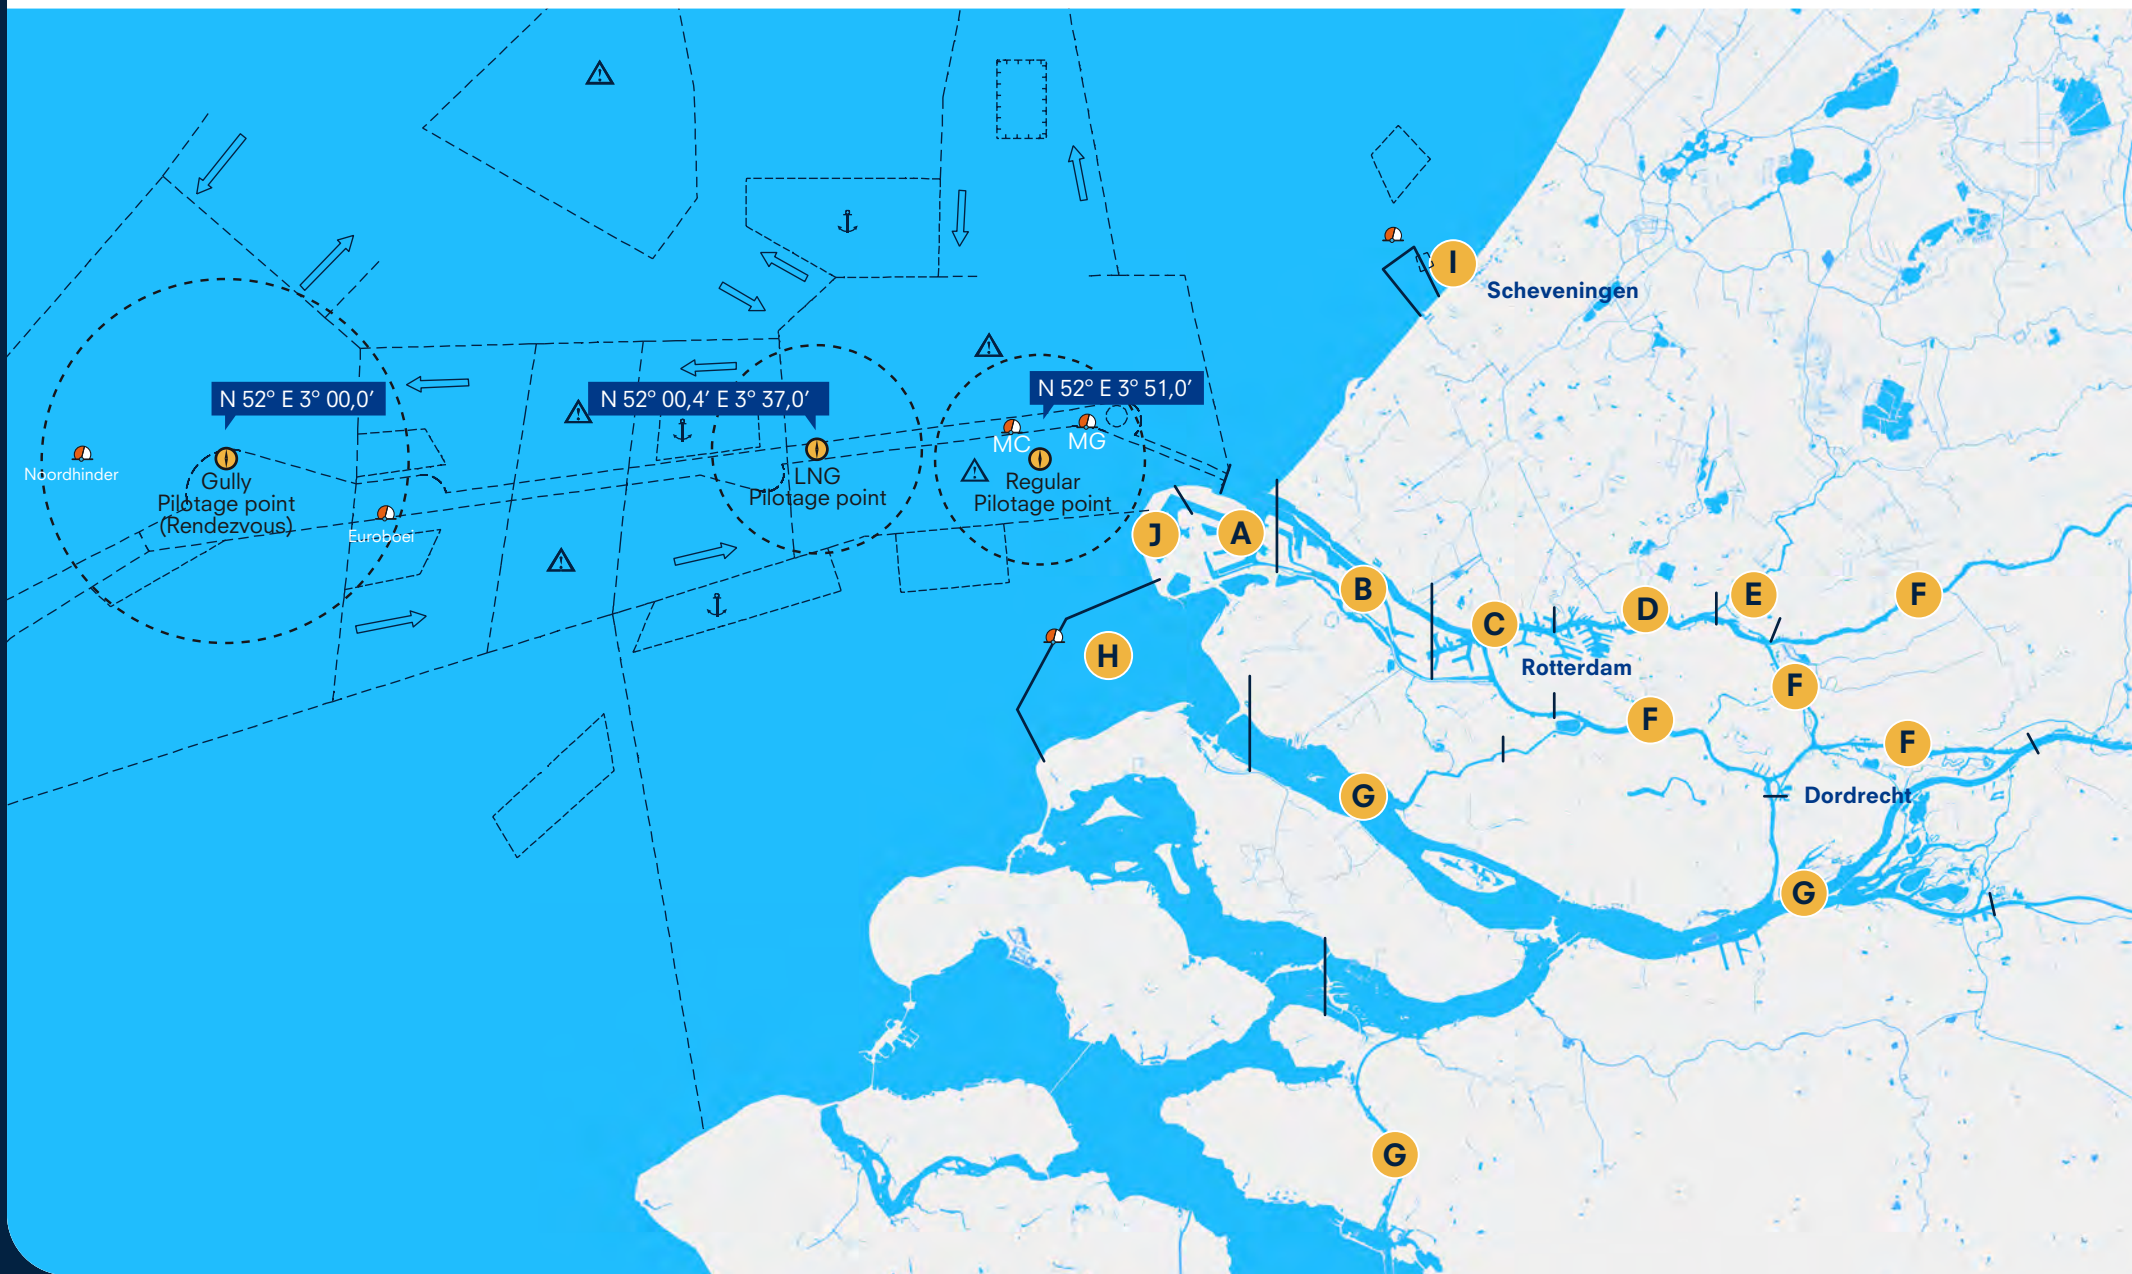 I
Scheveningen
N 52° E 3° 00,0’
N 52° 00,4’ E 3° 37,0’
N 52° E 3° 51,0’
Noordhinder
Gully
Pilotage point
(Rendezvous)
Euroboei
LNG
Pilotage point
MC
MG
Regular
Pilotage point
J
A
B
C
D
E
F
Rotterdam
H
F
F
F
G
Dordrecht
G
G